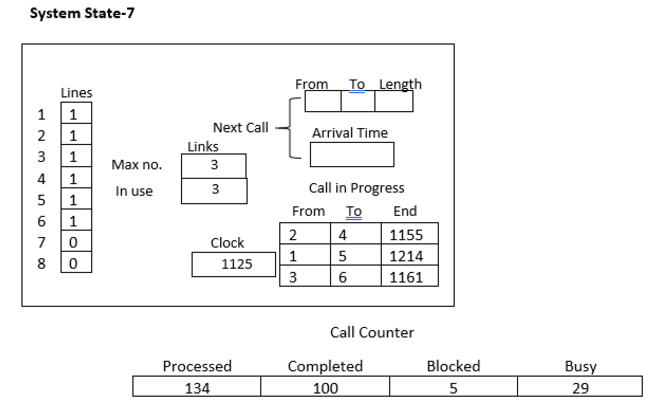 System State-7
From To Length
Lines
1 1
Next Call
Arrival Time
2 1
Links
3 1
Max no. 3
4 1
In use 3
Call in Progress
5 1
From To End
6 1
2 4 1155
7 0
Clock
1 5 1214
8 0
1125
3 6 1161
Call Counter
Processed Completed Blocked Busy
134 100 5 29